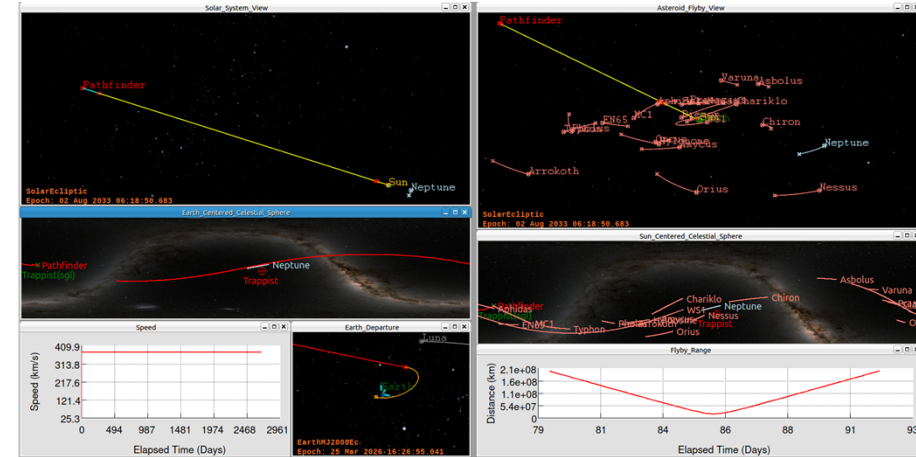 Solar_System_View
Pathfinder
Sun
Neptune
SolarEcliptic
Epoch: 02 Aug 2033 06:18:50.683
Asteroid_Flyby_View
Pathfinder
Varuna
Asbolus
Chariklo
MC1
EN65
Chiron
Neptune
Arrokoth
Orius
Nessus
SolarEcliptic
Epoch: 02 Aug 2033 06:18:50.683
Earth_Centered_Celestial_Sphere
Pathfinder
Trappist(sgl)
Neptune
Trappist
Sun_Centered_Celestial_Sphere
Asbolus
Varuna
Chariklo
Chiron
Neptune
WS1
Nessus
Trappist
Orius
Typhon
Pathfinder
Trappist(sgl)
Speed
Speed (km/s)
409.9
313.8
217.6
121.4
25.3
0 494 987 1481 1974 2468 2961
Elapsed Time (Days)
Earth_Departure
Luna
Earth
EarthMJ2000Ec
Epoch: 25 Mar 2026-16:26:55.041
Flyby_Range
Distance (km)
2.1e+08
1.6e+08
1.1e+08
5.4e+07
0
79 81 82 84 86 88 89 91 93
Elapsed Time (Days)